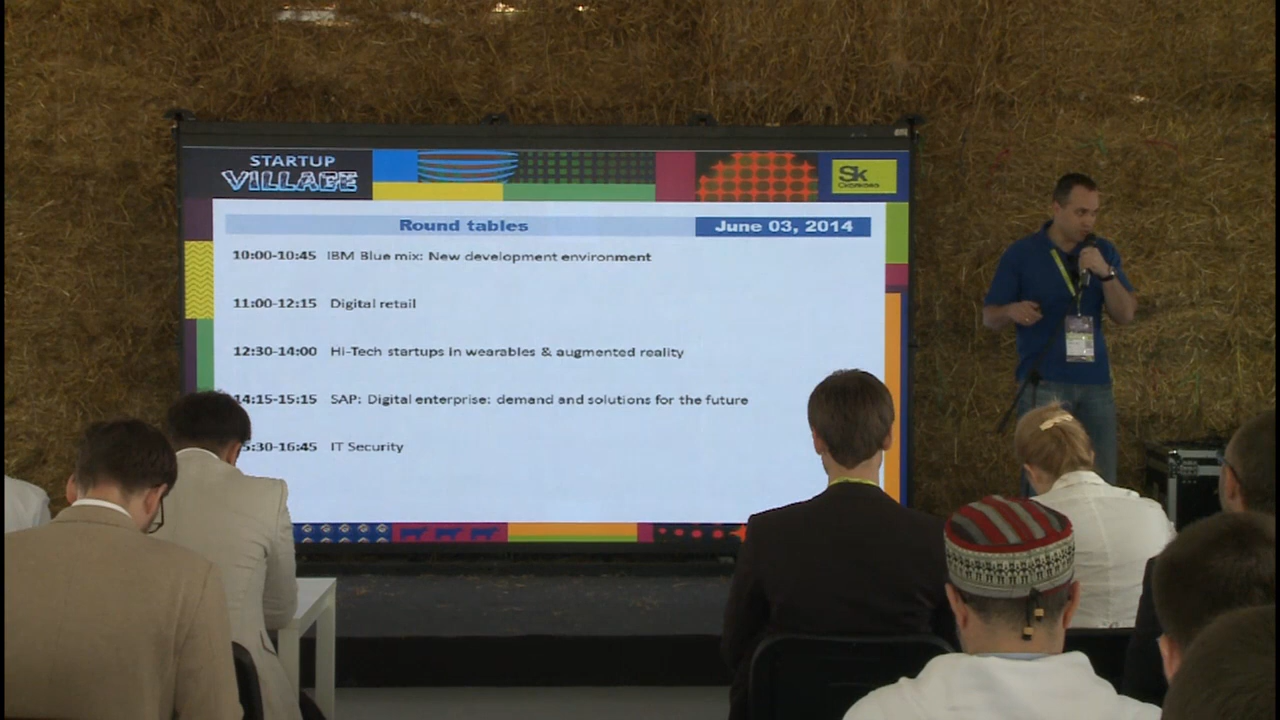 STARTUP
VILLAGE
Sk
Сколково
Round tables
June 03, 2014
10:00-10:45 IBM Blue mix: New development environment
11:00-12:15 Digital retail
12:30-14:00 Hi-Tech startups in wearables & augmented reality
14:15-15:15 SAP: Digital enterprise: demand and solutions for the future
5:30-16:45 IT Security